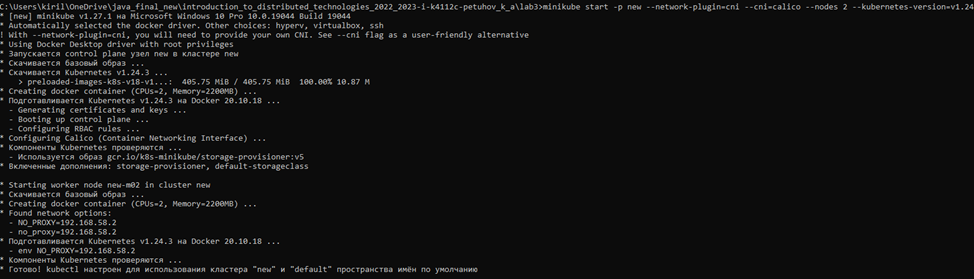 C:\Users\kiril\OneDrive\java_final_new\introduction_to_distributed_technologies_2022_2023-i-k4112c-petuhov_k_a\lab3>minikube start -p new --network-plugin=cni --cni=calico --nodes 2 --kubernetes-version=v1.24
* [new] minikube v1.27.1 на Microsoft Windows 10 Pro 10.0.19044 Build 19044
* Automatically selected the docker driver. Other choices: hyperv, virtualbox, ssh
! With --network-plugin=cni, you will need to provide your own CNI. See --cni flag as a user-friendly alternative
* Using Docker Desktop driver with root privileges
* Запускается control plane узел new в кластере new
* Скачивается базовый образ ...
* Скачивается Kubernetes v1.24.3 ...
> preloaded-images-k8s-v18-v1...: 405.75 MiB / 405.75 MiB 100.00% 10.87 M
* Creating docker container (CPUs=2, Memory=2200MB) ...
* Подготавливается Kubernetes v1.24.3 на Docker 20.10.18 ...
- Generating certificates and keys ...
- Booting up control plane ...
- Configuring RBAC rules ...
* Configuring Calico (Container Networking Interface) ...
* Компоненты Kubernetes проверяются ...
- Используется образ gcr.io/k8s-minikube/storage-provisioner:v5
* Включенные дополнения: storage-provisioner, default-storageclass
* Starting worker node new-m02 in cluster new
* Скачивается базовый образ ...
* Creating docker container (CPUs=2, Memory=2200MB) ...
* Found network options:
- NO_PROXY=192.168.58.2
- no_proxy=192.168.58.2
* Подготавливается Kubernetes v1.24.3 на Docker 20.10.18 ...
- env NO_PROXY=192.168.58.2
* Компоненты Kubernetes проверяются ...
* Готово! kubectl настроен для использования кластера "new" и "default" пространства имён по умолчанию